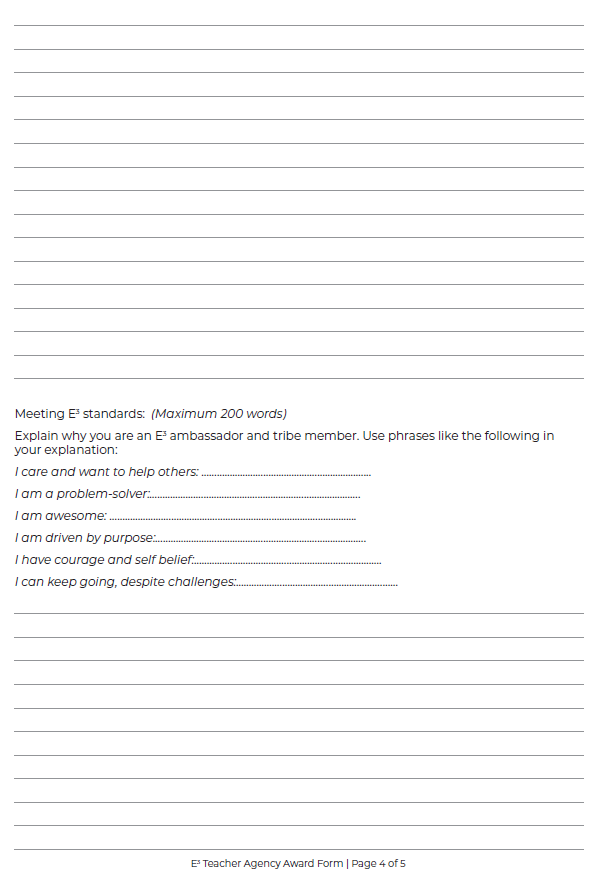 Meeting E³ standards: (Maximum 200 words)
Explain why you are an E³ ambassador and tribe member. Use phrases like the following in
your explanation:
I care and want to help others: ..........................................................
I am a problem-solver:........................................................................
I am awesome: ....................................................................................
I am driven by purpose:........................................................................
I have courage and self belief:................................................................
I can keep going, despite challenges:.......................................................
E³ Teacher Agency Award Form | Page 4 of 5